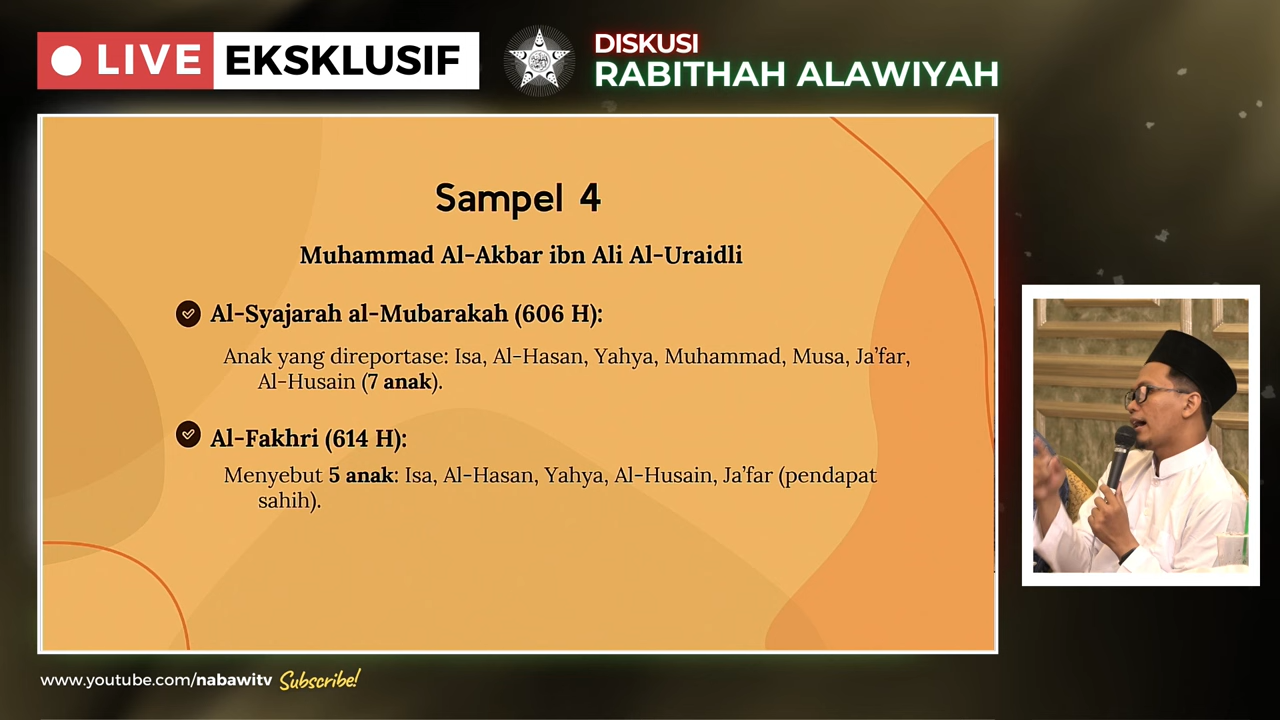 LIVE EKSKLUSIF
DISKUSI
RABITHAH ALAWIYAH
Sampel 4
Muhammad Al-Akbar ibn Ali Al-Uraidli
Al-Syajarah al-Mubarakah (606 H):
Anak yang direportase: Isa, Al-Hasan, Yahya, Muhammad, Musa, Ja'far,
Al-Husain (7 anak).
Al-Fakhri (614 H):
Menyebut 5 anak: Isa, Al-Hasan, Yahya, Al-Husain, Ja'far (pendapat
sahih).
www.youtube.com/nabawitv Subscribe!